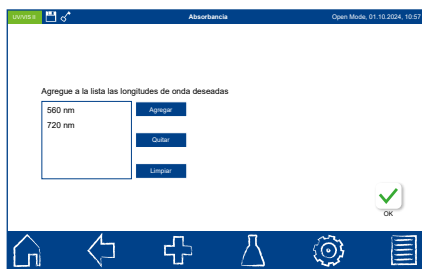 UV/VIS II
Absorbancia
Open Mode, 01.10.2024, 10:57
Agregue a la lista las longitudes de onda deseadas
560 nm
Agregar
720 nm
Quitar
Limpiar
OK